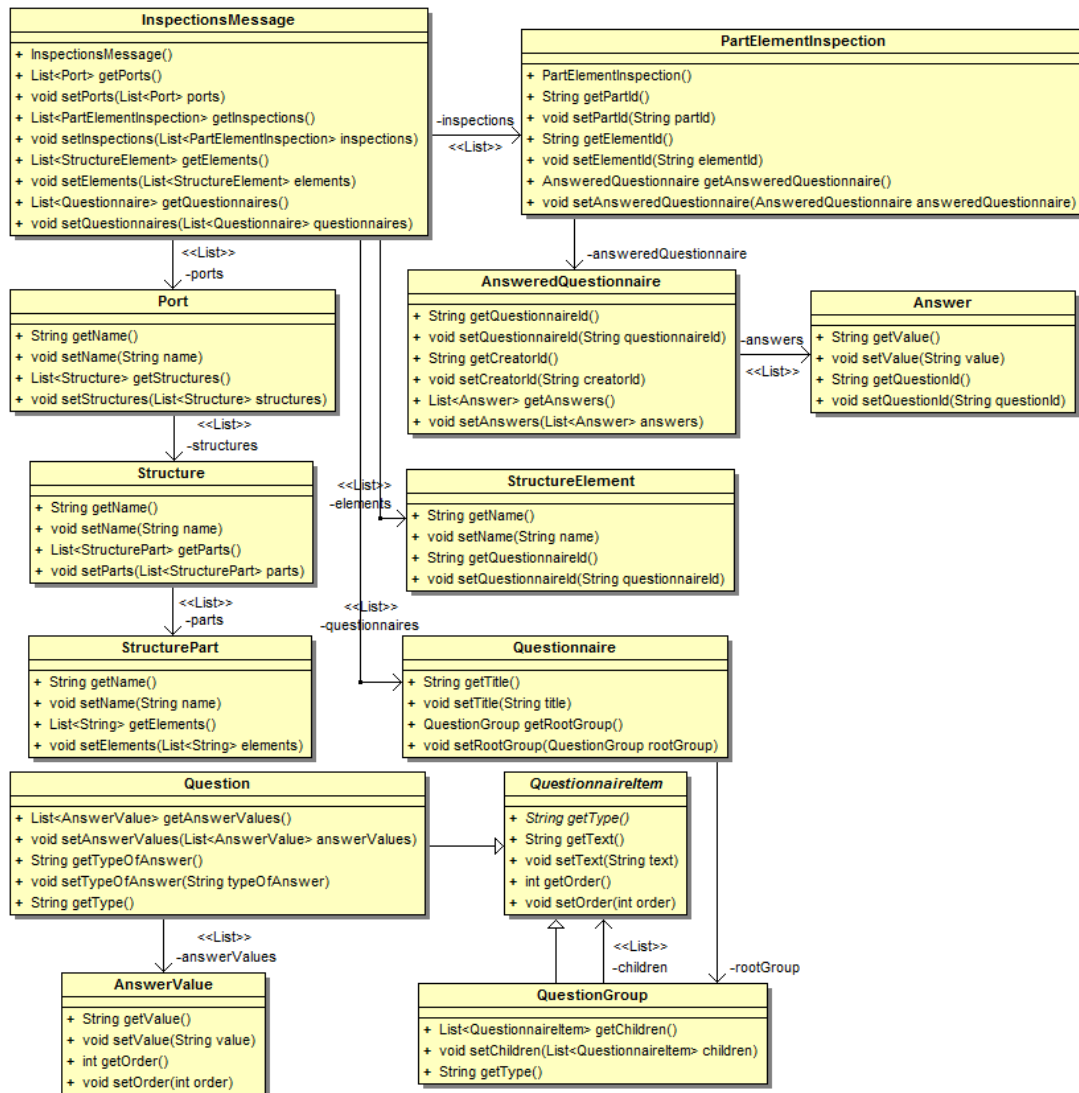 InspectionsMessage
+ InspectionsMessage()
+ List<Port> getPorts()
+ void setPorts(List<Port> ports)
+ List<PartElementInspection> getInspections()
+ void setInspections(List<PartElementInspection> inspections)
+ List<StructureElement> getElements()
+ void setElements(List<StructureElement> elements)
+ List<Questionnaire> getQuestionnaires()
+ void setQuestionnaires(List<Questionnaire> questionnaires)
-inspections
<<List>>
PartElementInspection
+ PartElementInspection()
+ String getPartId()
+ void setPartId(String partId)
+ String getElementId()
+ void setElementId(String elementId)
+ AnsweredQuestionnaire getAnsweredQuestionnaire()
+ void setAnsweredQuestionnaire(AnsweredQuestionnaire answeredQuestionnaire)
<<List>>
-ports
-answeredQuestionnaire
Port
+ String getName()
+ void setName(String name)
+ List<Structure> getStructures()
+ void setStructures(List<Structure> structures)
AnsweredQuestionnaire
+ String getQuestionnaireId()
+ void setQuestionnaireId(String questionnaireId)
+ String getCreatorId()
+ void setCreatorId(String creatorId)
+ List<Answer> getAnswers()
+ void setAnswers(List<Answer> answers)
-answers
<<List>>
Answer
+ String getValue()
+ void setValue(String value)
+ String getQuestionId()
+ void setQuestionId(String questionId)
<<List>>
-structures
Structure
+ String getName()
+ void setName(String name)
+ List<StructurePart> getParts()
+ void setParts(List<StructurePart> parts)
<<List>>
-elements
StructureElement
+ String getName()
+ void setName(String name)
+ String getQuestionnaireId()
+ void setQuestionnaireId(String questionnaireId)
<<List>>
-parts
<<List>>
-questionnaires
StructurePart
+ String getName()
+ void setName(String name)
+ List<String> getElements()
+ void setElements(List<String> elements)
Questionnaire
+ String getTitle()
+ void setTitle(String title)
+ QuestionGroup getRootGroup()
+ void setRootGroup(QuestionGroup rootGroup)
Question
+ List<AnswerValue> getAnswerValues()
+ void setAnswerValues(List<AnswerValue> answerValues)
+ String getTypeOfAnswer()
+ void setTypeOfAnswer(String typeOfAnswer)
+ String getType()
QuestionnaireItem
+ String getType()
+ String getText()
+ void setText(String text)
+ int getOrder()
+ void setOrder(int order)
<<List>>
-answerValues
<<List>>
-children
-rootGroup
AnswerValue
+ String getValue()
+ void setValue(String value)
+ int getOrder()
+ void setOrder(int order)
QuestionGroup
+ List<QuestionnaireItem> getChildren()
+ void setChildren(List<QuestionnaireItem> children)
+ String getType()